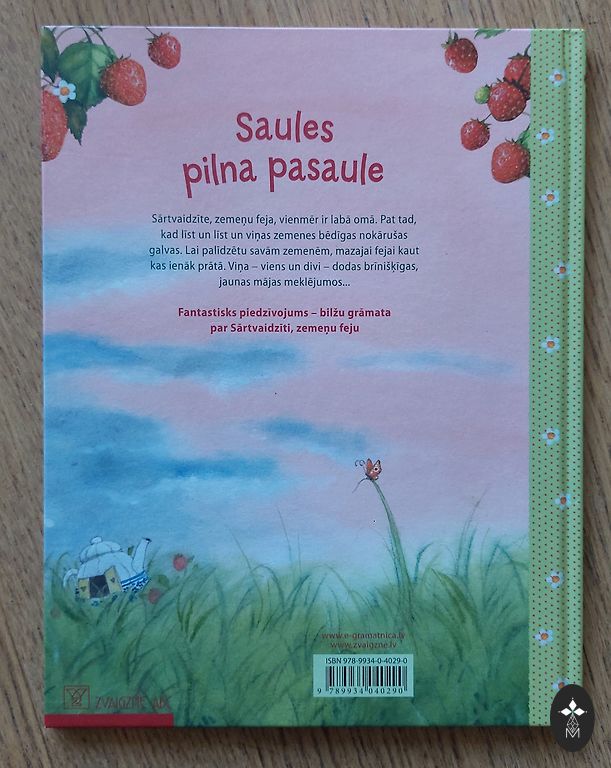 Saules
pilna pasaule
Sārtvaidzīte, zemeņu feja, vienmēr ir labā omā. Pat tad,
kad līst un līst un viņas zemenes bēdīgas nokārušas
galvas. Lai palīdzētu savām zemenēm, mazajai fejai kaut
kas ienāk prātā. Viņa – viens un divi – dodas brīnišķīgas,
jaunas mājas meklējumos...
Fantastisks piedzīvojums – bilžu grāmata
par Sārtvaidzīti, zemeņu feju
www.e-gramatnica.lv
www.zvaigzne.lv
ISBN 978-9934-0-4029-0
9 789934 040290
ZVAIGZNE ABC
M